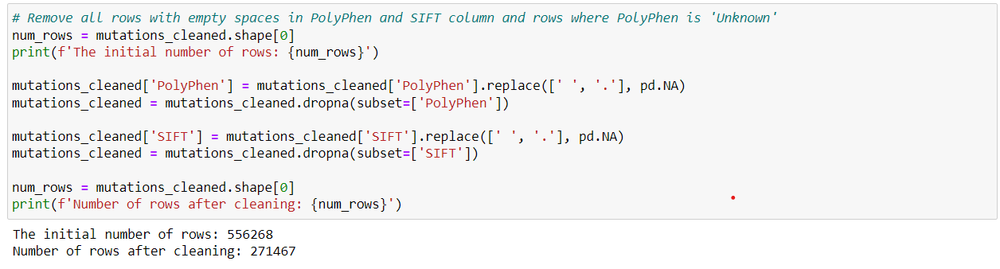 # Remove all rows with empty spaces in PolyPhen and SIFT column and rows where PolyPhen is 'Unknown'
num_rows = mutations_cleaned.shape[0]
print(f'The initial number of rows: {num_rows}')
mutations_cleaned['PolyPhen'] = mutations_cleaned['PolyPhen'].replace([' ', '.'], pd.NA)
mutations_cleaned = mutations_cleaned.dropna(subset=['PolyPhen'])
mutations_cleaned['SIFT'] = mutations_cleaned['SIFT'].replace([' ', '.'], pd.NA)
mutations_cleaned = mutations_cleaned.dropna(subset=['SIFT'])
num_rows = mutations_cleaned.shape[0]
print(f'Number of rows after cleaning: {num_rows}')
The initial number of rows: 556268
Number of rows after cleaning: 271467